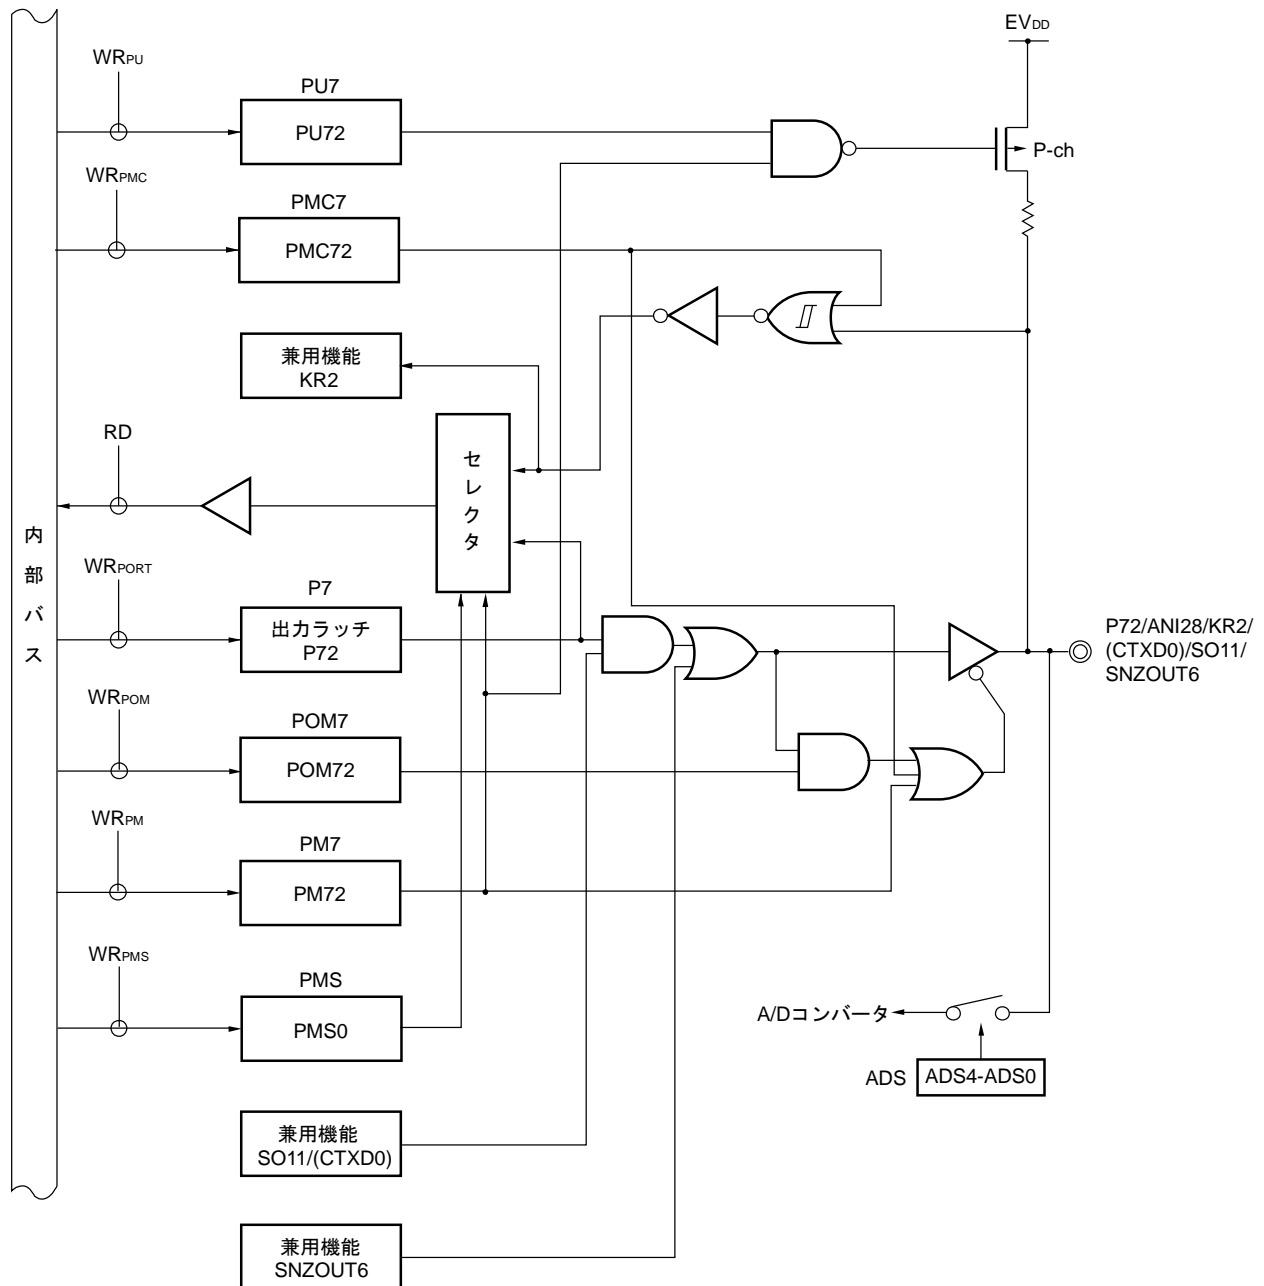 EVDD
WRPU
PU7
PU72
P-ch
WRPMC
PMC7
PMC72
兼用機能
KR2
RD
セレクタ
内部バス
WRPORT
P7
出力ラッチ
P72
P72/ANI28/KR2/
(CTXD0)/SO11/
SNZOUT6
WRPOM
POM7
POM72
WRPM
PM7
PM72
WRPMS
PMS
PMS0
A/Dコンバータ
ADS
ADS4-ADS0
兼用機能
SO11/(CTXD0)
兼用機能
SNZOUT6